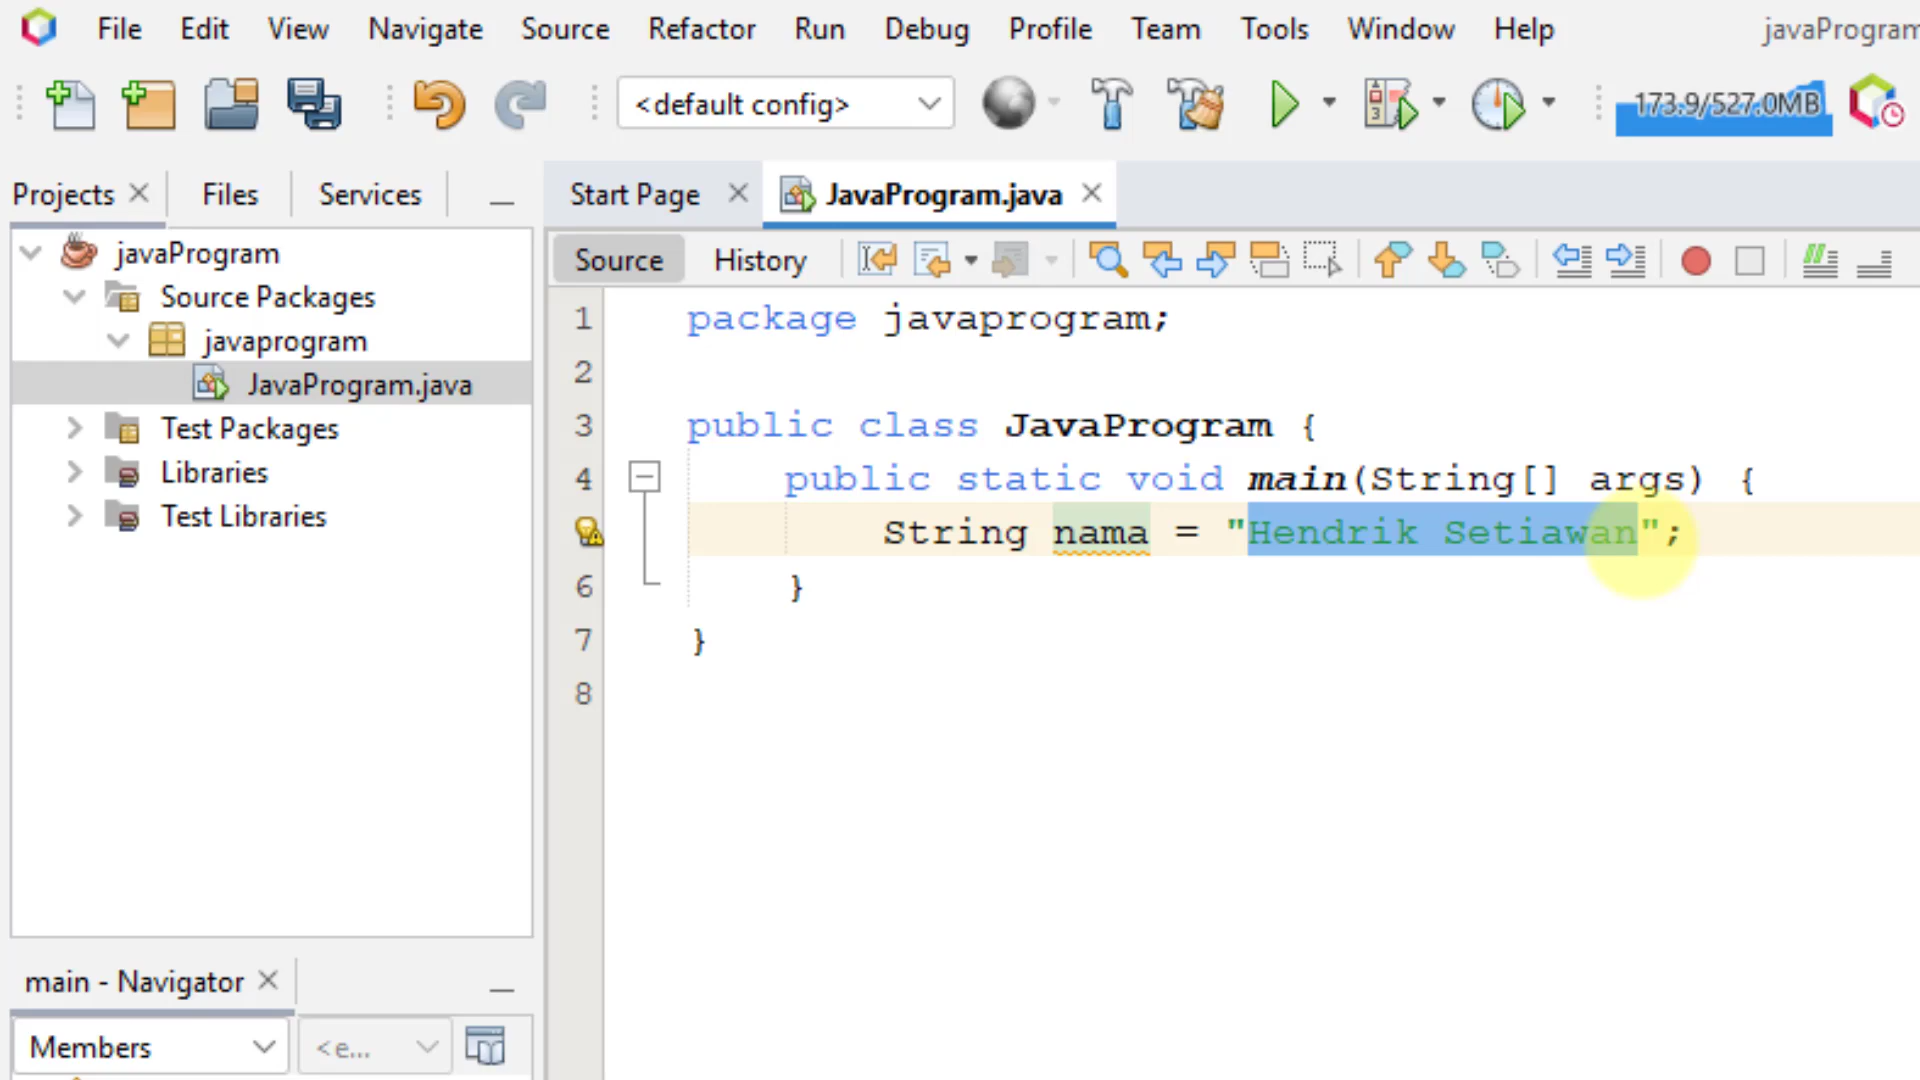 File Edit View Navigate Source Refactor Run Debug Profile Team Tools Window Help javaProgram
<default config> 173.9/527.0MB
Projects Files Services
Start Page JavaProgram.java
Source History
javaProgram
Source Packages
javaprogram
JavaProgram.java
Test Packages
Libraries
Test Libraries
1 package javaprogram;
2
3 public class JavaProgram {
4 public static void main(String[] args) {
String nama = "Hendrik Setiawan";
6 }
7 }
8
main - Navigator
Members <e...